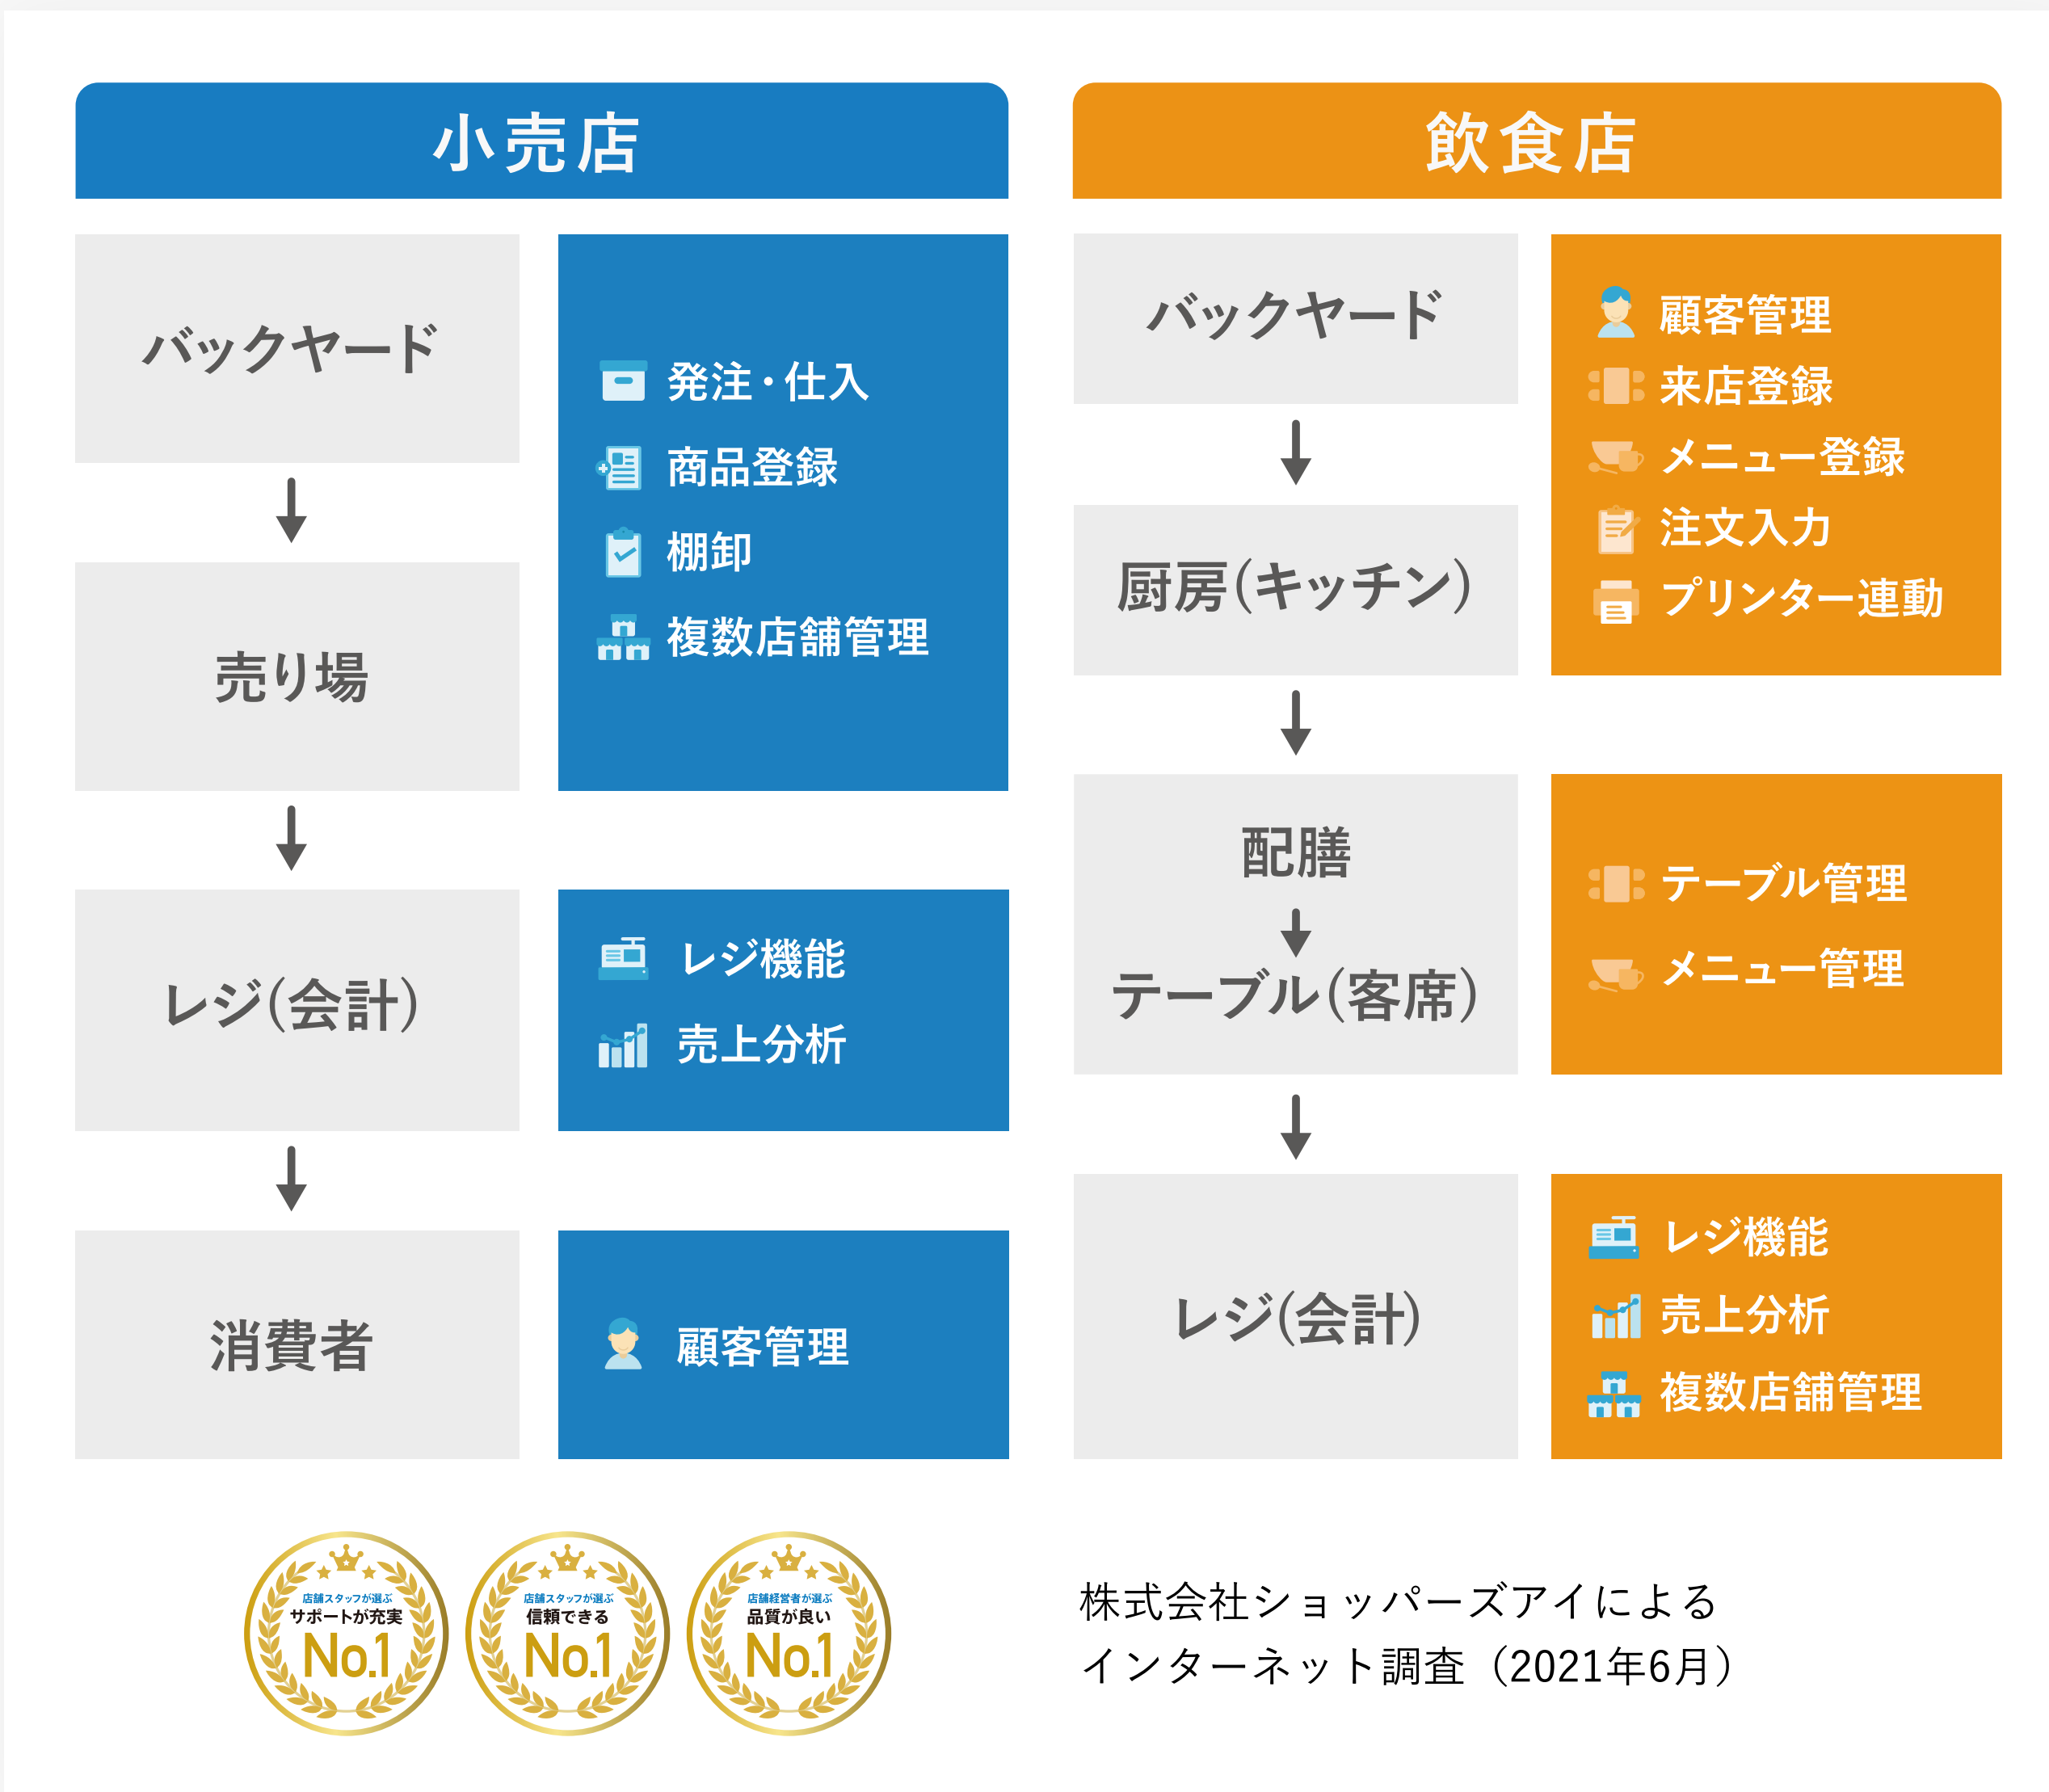 小売店
バックヤード
売り場
発注・仕入
商品登録
棚卸
複数店舗管理
レジ(会計)
レジ機能
売上分析
消費者
顧客管理
飲食店
バックヤード
厨房(キッチン)
顧客管理
来店登録
メニュー登録
注文入力
プリンター連動
配膳
テーブル(客席)
テーブル管理
メニュー管理
レジ(会計)
レジ機能
売上分析
複数店舗管理
店舗スタッフが選ぶ
サポートが充実
No.1
店舗スタッフが選ぶ
信頼できる
No.1
店舗経営者が選ぶ
品質が良い
No.1
株式会社ショッパーズアイによる
インターネット調査（2021年6月）